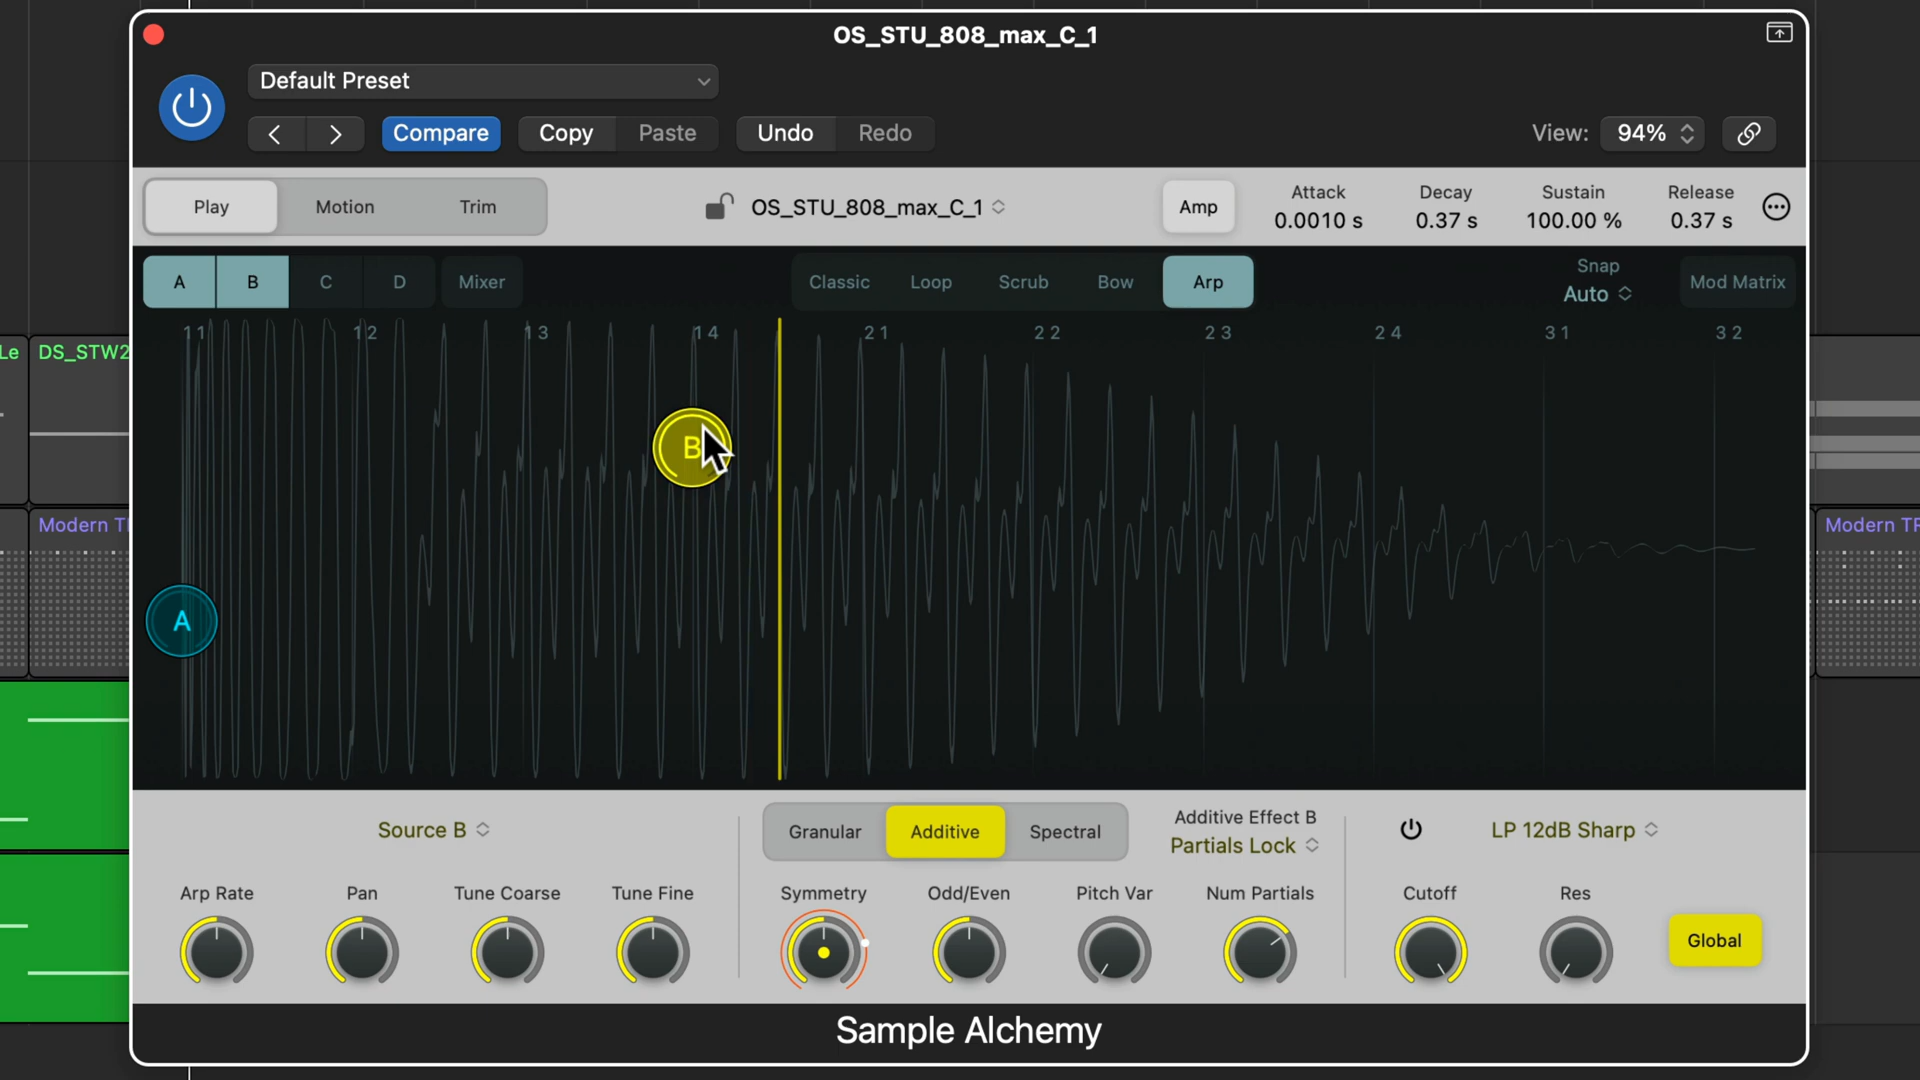 OS_STU_808_max_C_1
Default Preset
Compare Copy Paste Undo Redo View: 94%
Play Motion Trim OS_STU_808_max_C_1 Amp
Attack Decay Sustain Release
0.0010 s 0.37 s 100.00 % 0.37 s
A B C D Mixer Classic Loop Scrub Bow Arp
Snap
Auto
Mod Matrix
1 1 1 2 1 3 1 4 2 1 2 2 2 3 2 4 3 1 3 2
Le DS_STW2
B
Modern TF
A
Source B Granular Additive Spectral
Additive Effect B
Partials Lock
LP 12dB Sharp
Arp Rate Pan Tune Coarse Tune Fine Symmetry Odd/Even Pitch Var Num Partials Cutoff Res
Global
Sample Alchemy